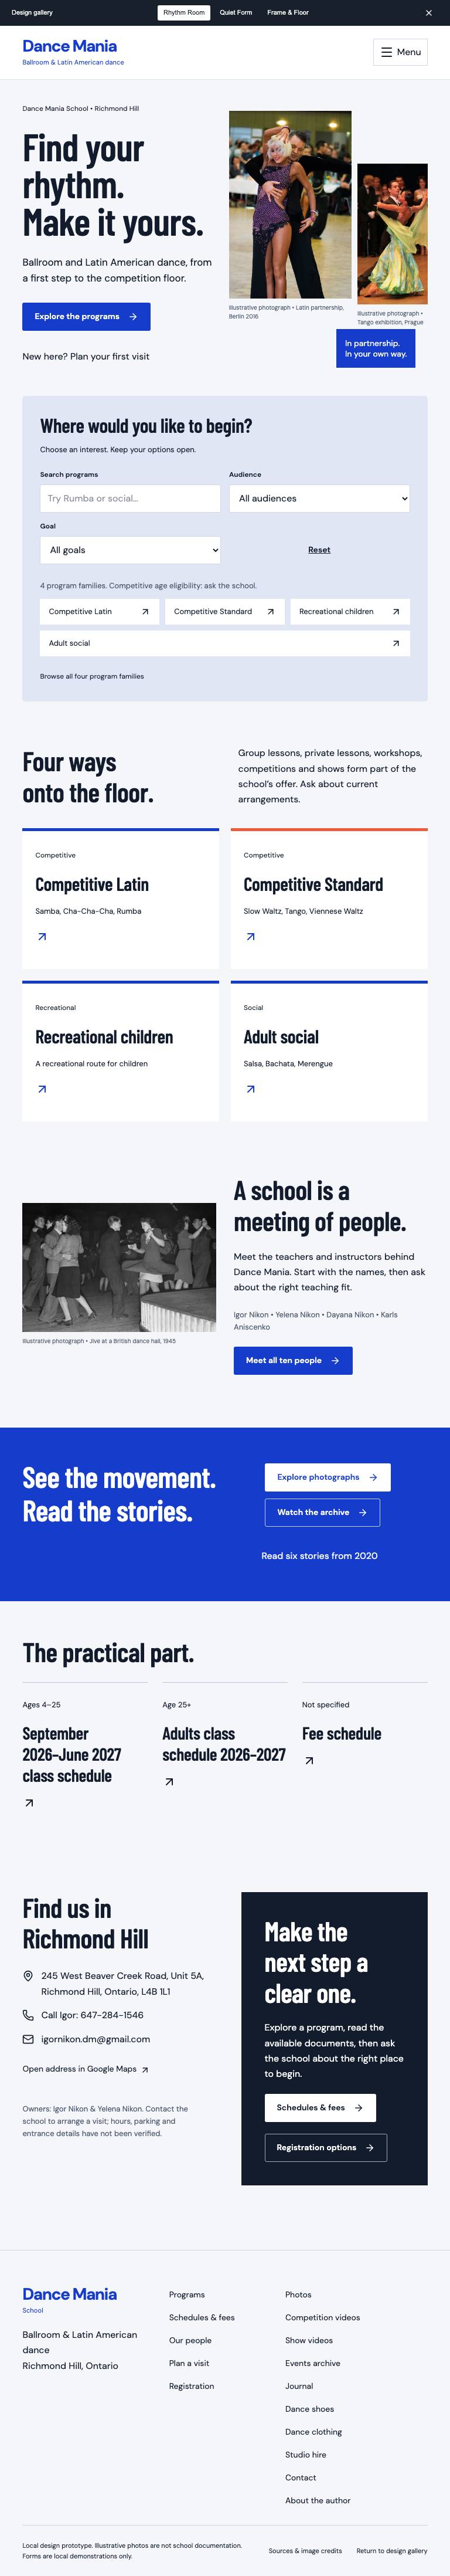 Design gallery
Rhythm Room
Quiet Form
Frame & Floor
Dance Mania
Ballroom & Latin American dance
Menu
Dance Mania School • Richmond Hill
Find your
rhythm.
Make it yours.
Ballroom and Latin American dance, from
a first step to the competition floor.
Explore the programs
New here? Plan your first visit
Illustrative photograph • Latin partnership,
Berlin 2016
Illustrative photograph •
Tango exhibition, Prague
In partnership.
In your own way.
Where would you like to begin?
Choose an interest. Keep your options open.
Search programs
Audience
Try Rumba or social...
All audiences
Goal
All goals
Reset
4 program families. Competitive age eligibility: ask the school.
Competitive Latin
Competitive Standard
Recreational children
Adult social
Browse all four program families
Four ways
onto the floor.
Group lessons, private lessons, workshops,
competitions and shows form part of the
school's offer. Ask about current
arrangements.
Competitive
Competitive Latin
Samba, Cha-Cha-Cha, Rumba
Competitive
Competitive Standard
Slow Waltz, Tango, Viennese Waltz
Recreational
Recreational children
A recreational route for children
Social
Adult social
Salsa, Bachata, Merengue
Illustrative photograph • Jive at a British dance hall, 1945
A school is a
meeting of people.
Meet the teachers and instructors behind
Dance Mania. Start with the names, then ask
about the right teaching fit.
Igor Nikon • Yelena Nikon • Dayana Nikon • Karls
Aniscenko
Meet all ten people
See the movement.
Read the stories.
Explore photographs
Watch the archive
Read six stories from 2020
The practical part.
Ages 4–25
September
2026–June 2027
class schedule
Age 25+
Adults class
schedule 2026–2027
Not specified
Fee schedule
Find us in
Richmond Hill
245 West Beaver Creek Road, Unit 5A,
Richmond Hill, Ontario, L4B 1L1
Call Igor: 647-284-1546
igornikon.dm@gmail.com
Open address in Google Maps
Owners: Igor Nikon & Yelena Nikon. Contact the
school to arrange a visit; hours, parking and
entrance details have not been verified.
Make the
next step a
clear one.
Explore a program, read the
available documents, then ask
the school about the right place
to begin.
Schedules & fees
Registration options
Dance Mania
School
Ballroom & Latin American
dance
Richmond Hill, Ontario
Programs
Schedules & fees
Our people
Plan a visit
Registration
Photos
Competition videos
Show videos
Events archive
Journal
Dance shoes
Dance clothing
Studio hire
Contact
About the author
Local design prototype. Illustrative photos are not school documentation.
Forms are local demonstrations only.
Sources & image credits
Return to design gallery